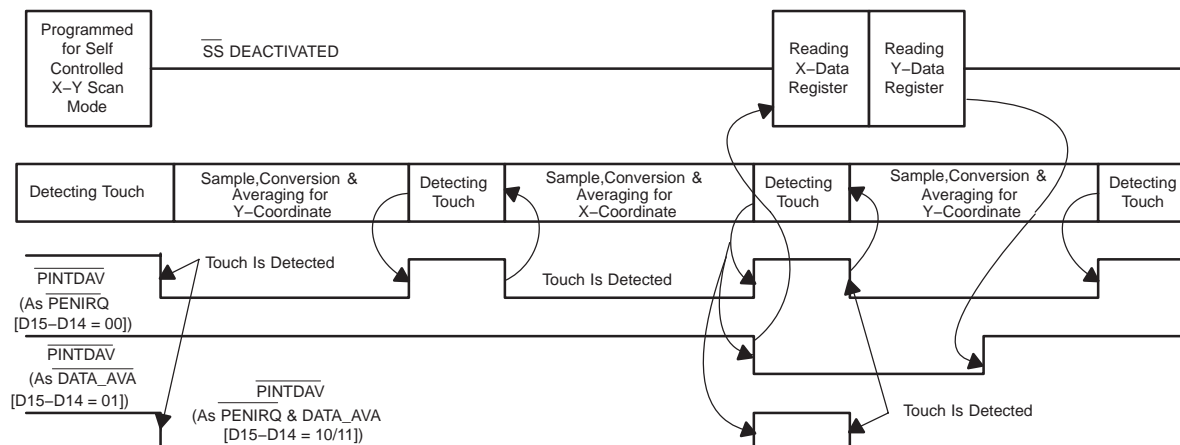 Programmed
for Self
Controlled
X–Y Scan
Mode
SS DEACTIVATED
Reading
X–Data
Register
Reading
Y–Data
Register
Detecting Touch
Sample,Conversion &
Averaging for
Y–Coordinate
Detecting
Touch
Sample,Conversion &
Averaging for
X–Coordinate
Detecting
Touch
Sample,Conversion &
Averaging for
Y–Coordinate
Detecting
Touch
PINTDAV
(As PENIRQ
[D15–D14 = 00])
Touch Is Detected
Touch Is Detected
PINTDAV
(As DATA_AVA
[D15–D14 = 01])
PINTDAV
(As PENIRQ & DATA_AVA
[D15–D14 = 10/11])
Touch Is Detected